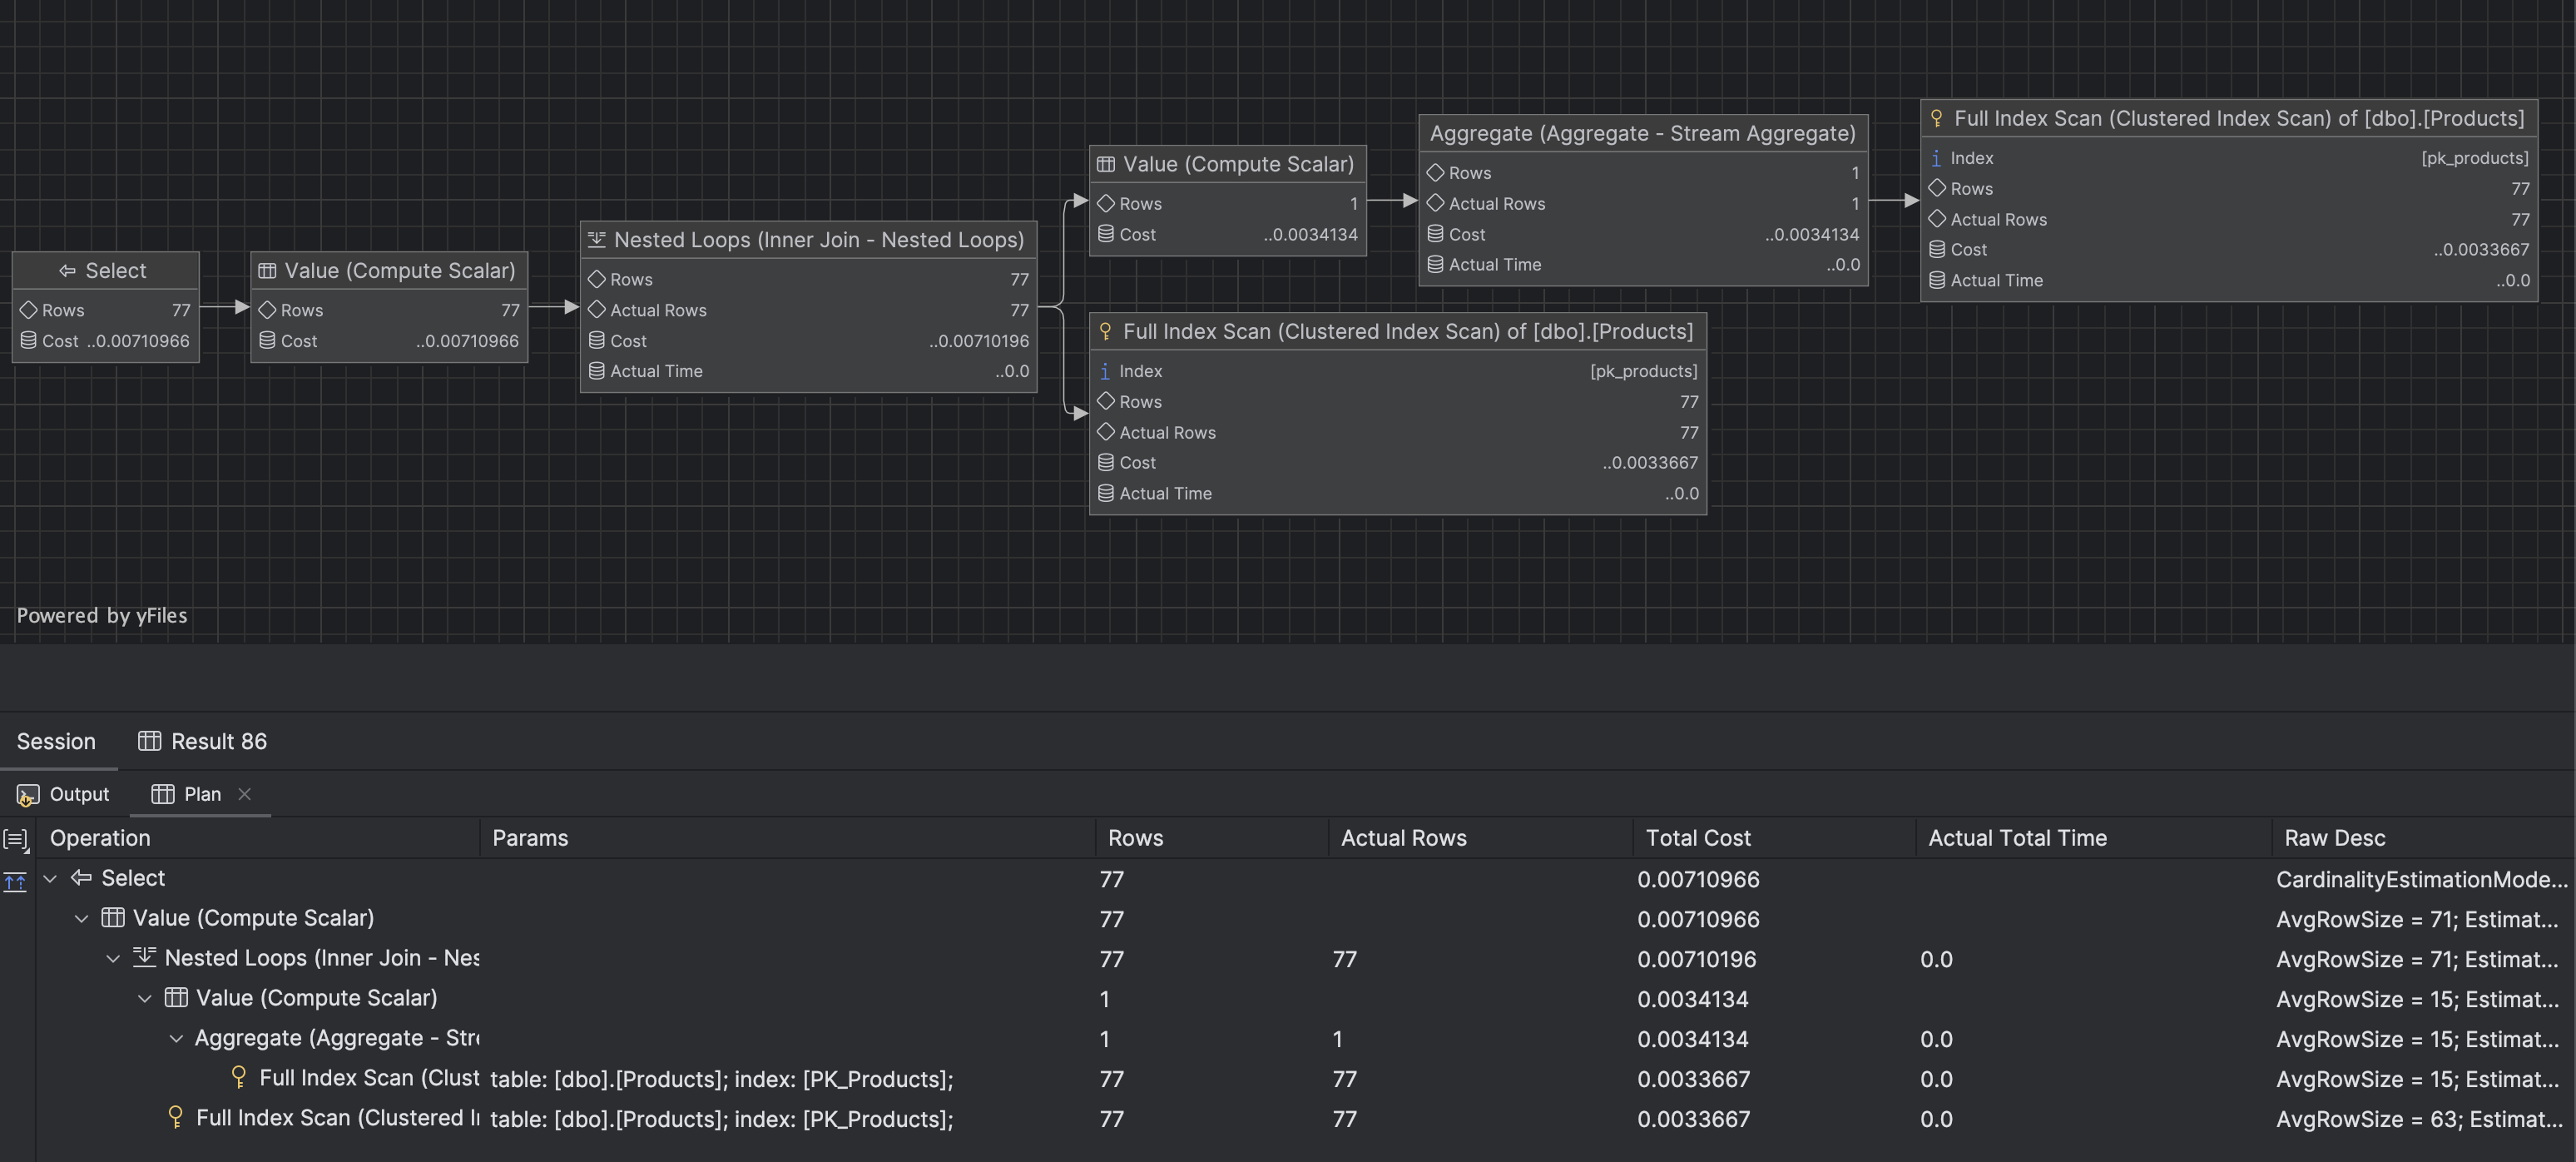 Select
Rows 77
Cost ..0.00710966
Value (Compute Scalar)
Rows 77
Cost ..0.00710966
Nested Loops (Inner Join - Nested Loops)
Rows 77
Actual Rows 77
Cost ..0.00710196
Actual Time ..0.0
Value (Compute Scalar)
Rows 1
Cost ..0.0034134
Aggregate (Aggregate - Stream Aggregate)
Rows 1
Actual Rows 1
Cost ..0.0034134
Actual Time ..0.0
Full Index Scan (Clustered Index Scan) of [dbo].[Products]
Index [pk_products]
Rows 77
Actual Rows 77
Cost ..0.0033667
Actual Time ..0.0
Full Index Scan (Clustered Index Scan) of [dbo].[Products]
Index [pk_products]
Rows 77
Actual Rows 77
Cost ..0.0033667
Actual Time ..0.0
Powered by yFiles
Session Result 86
Output Plan
Operation Params Rows Actual Rows Total Cost Actual Total Time Raw Desc
Select 77 0.00710966 CardinalityEstimationMode...
Value (Compute Scalar) 77 0.00710966 AvgRowSize = 71; Estimat...
Nested Loops (Inner Join - Nes 77 77 0.00710196 0.0 AvgRowSize = 71; Estimat...
Value (Compute Scalar) 1 0.0034134 AvgRowSize = 15; Estimat...
Aggregate (Aggregate - Stre 1 1 0.0034134 0.0 AvgRowSize = 15; Estimat...
Full Index Scan (Clust table: [dbo].[Products]; index: [PK_Products]; 77 77 0.0033667 0.0 AvgRowSize = 15; Estimat...
Full Index Scan (Clustered I table: [dbo].[Products]; index: [PK_Products]; 77 77 0.0033667 0.0 AvgRowSize = 63; Estimat...